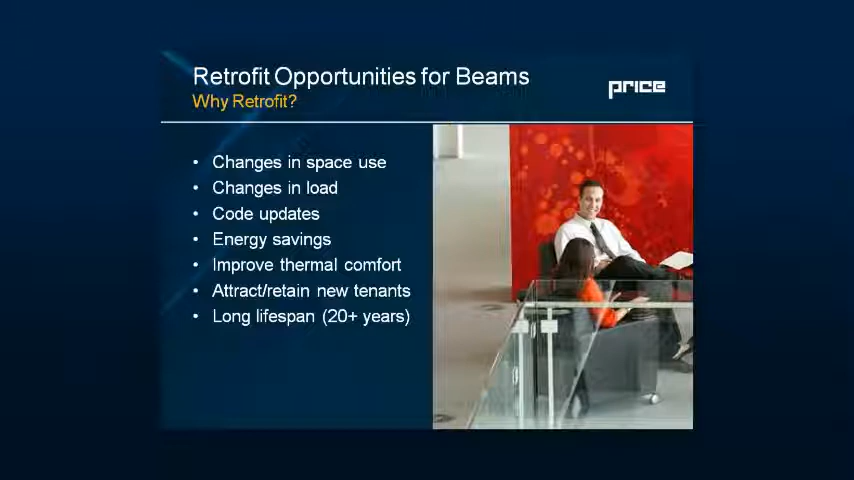 Retrofit Opportunities for Beams
Why Retrofit?
price
• Changes in space use
• Changes in load
• Code updates
• Energy savings
• Improve thermal comfort
• Attract/retain new tenants
• Long lifespan (20+ years)